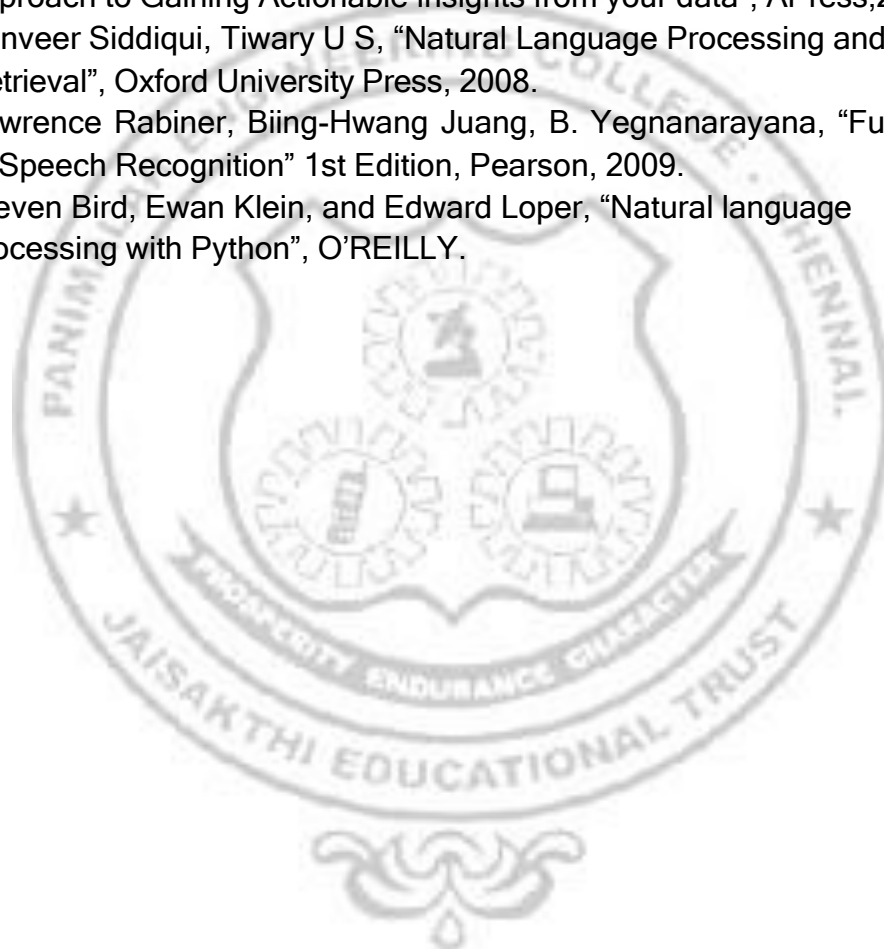 proach to Gaining Actionable insights from your data", APress,2
nveer Siddiqui, Tiwary U S, “Natural Language Processing and
etrieval”, Oxford University Press, 2008.
wrence Rabiner, Biing-Hwang Juang, B. Yegnanarayana, “Fu
Speech Recognition” 1st Edition, Pearson, 2009.
even Bird, Ewan Klein, and Edward Loper, “Natural language
ocessing with Python”, O’REILLY.
PANIMALAR ENGINEERING COLLEGE - CHENNAI.
PROSPERITY ENDURANCE CHARACTER
JAISAKTHI EDUCATIONAL TRUST